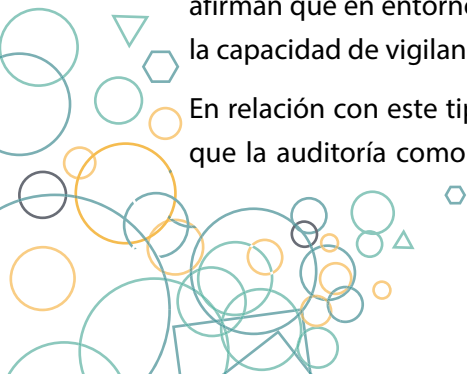 afirman que en entorno
la capacidad de vigilan
En relación con este tip
que la auditoría como